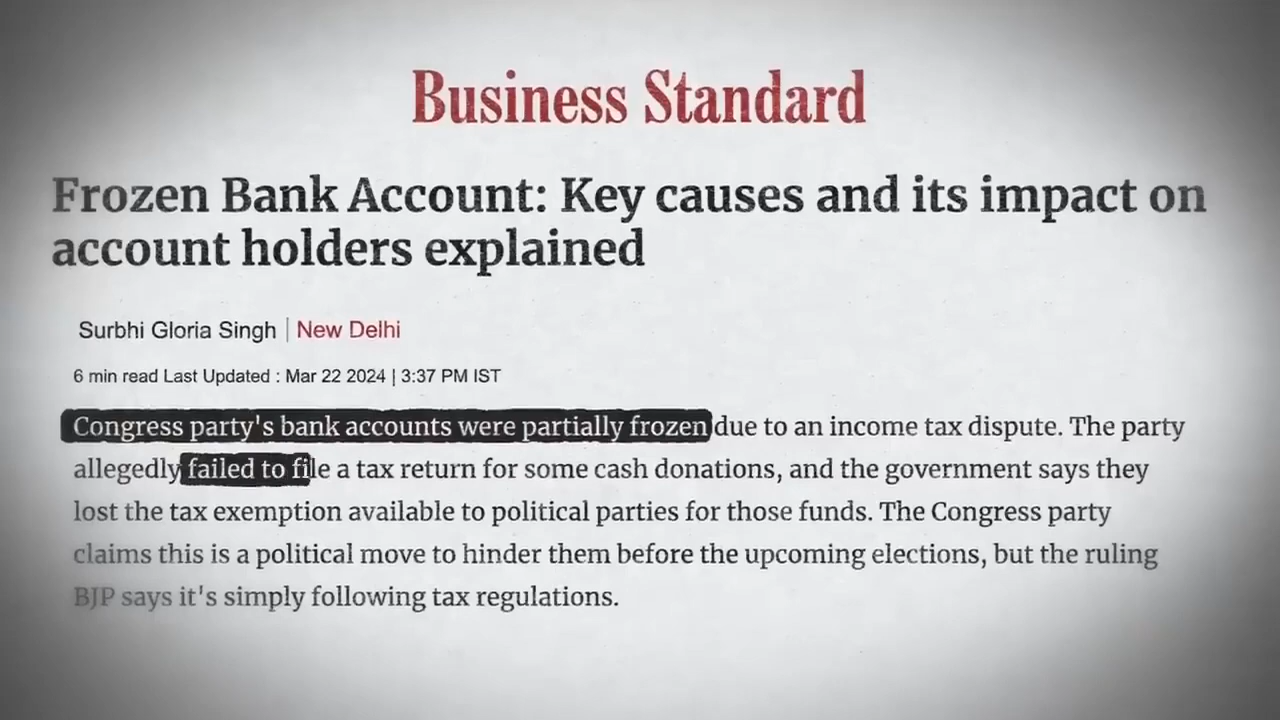 Business Standard
Frozen Bank Account: Key causes and its impact on
account holders explained
Surbhi Gloria Singh | New Delhi
6 min read Last Updated : Mar 22 2024 | 3:37 PM IST
Congress party's bank accounts were partially frozen due to an income tax dispute. The party
allegedly failed to file a tax return for some cash donations, and the government says they
lost the tax exemption available to political parties for those funds. The Congress party
claims this is a political move to hinder them before the upcoming elections, but the ruling
BJP says it's simply following tax regulations.